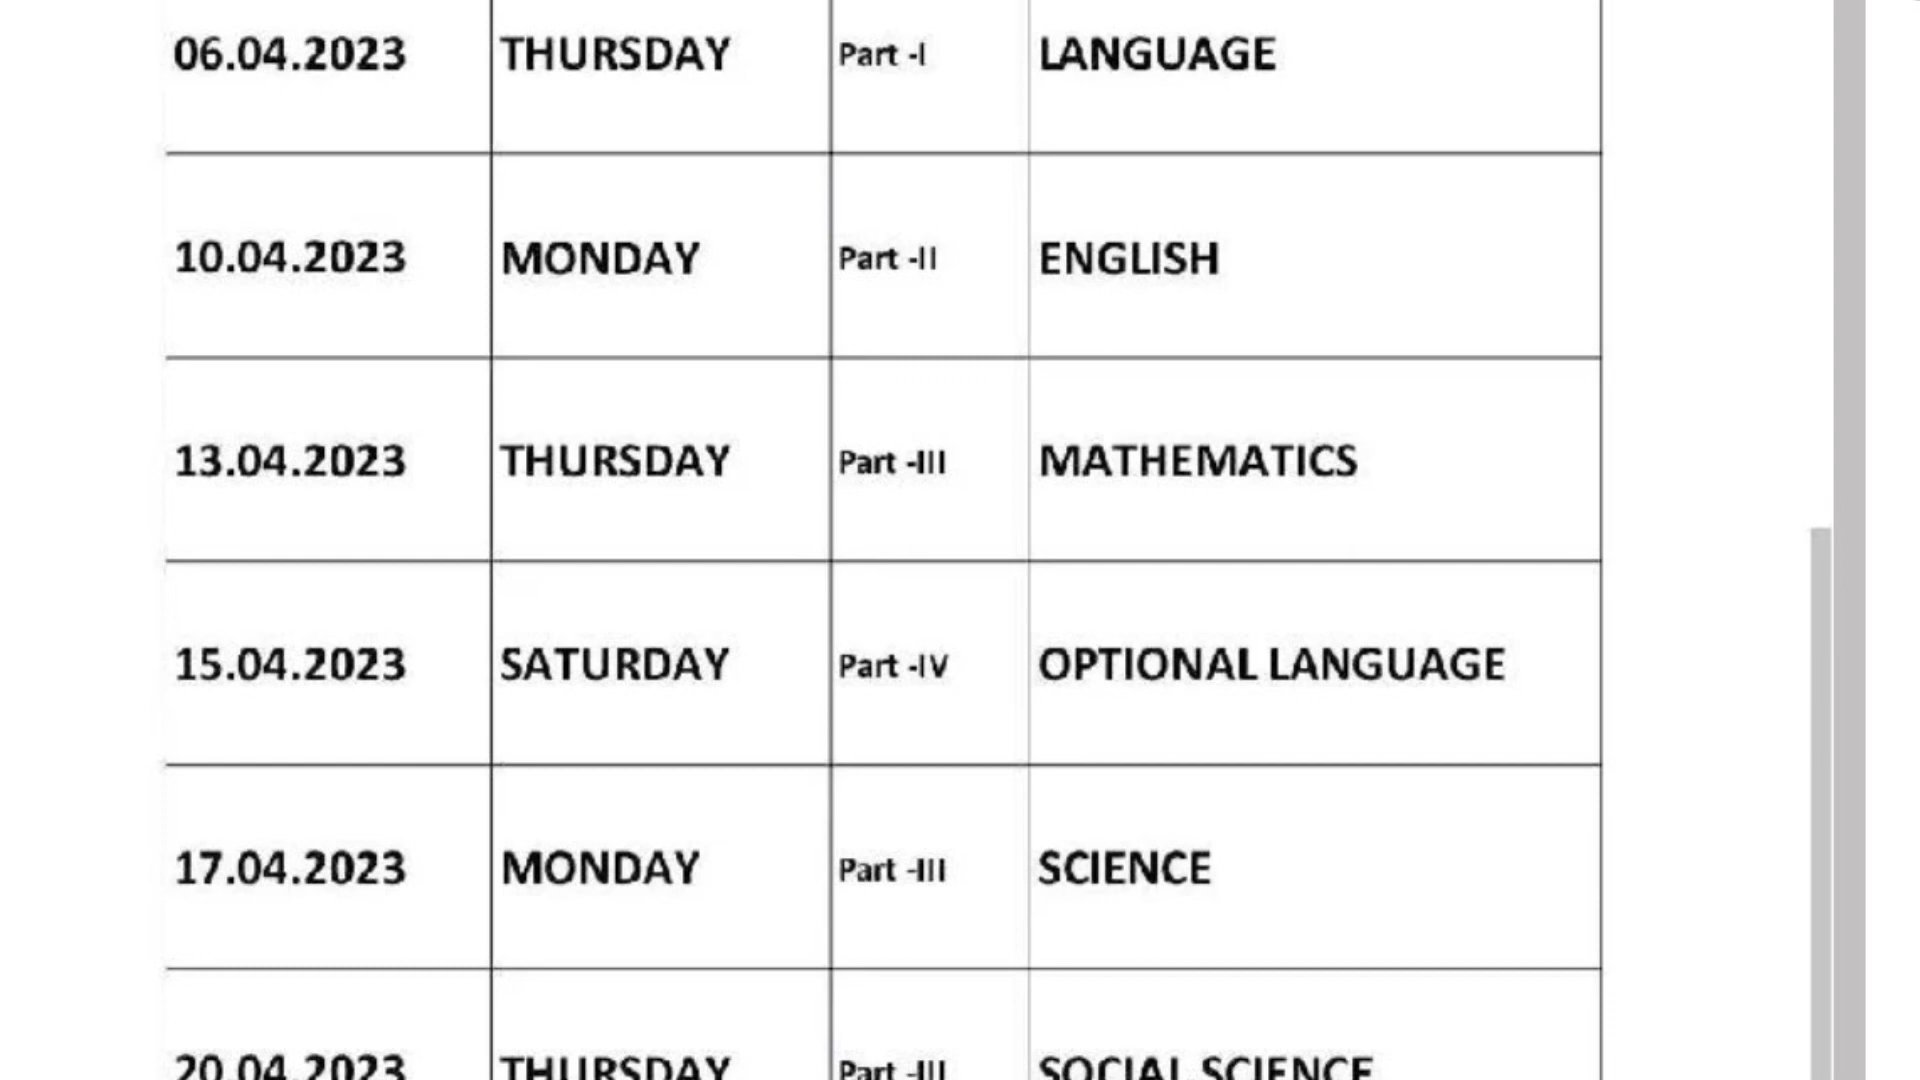 06.04.2023 THURSDAY Part -I LANGUAGE
10.04.2023 MONDAY Part -II ENGLISH
13.04.2023 THURSDAY Part -III MATHEMATICS
15.04.2023 SATURDAY Part -IV OPTIONAL LANGUAGE
17.04.2023 MONDAY Part -III SCIENCE
20.04.2023 THURSDAY Part -III SOCIAL SCIENCE